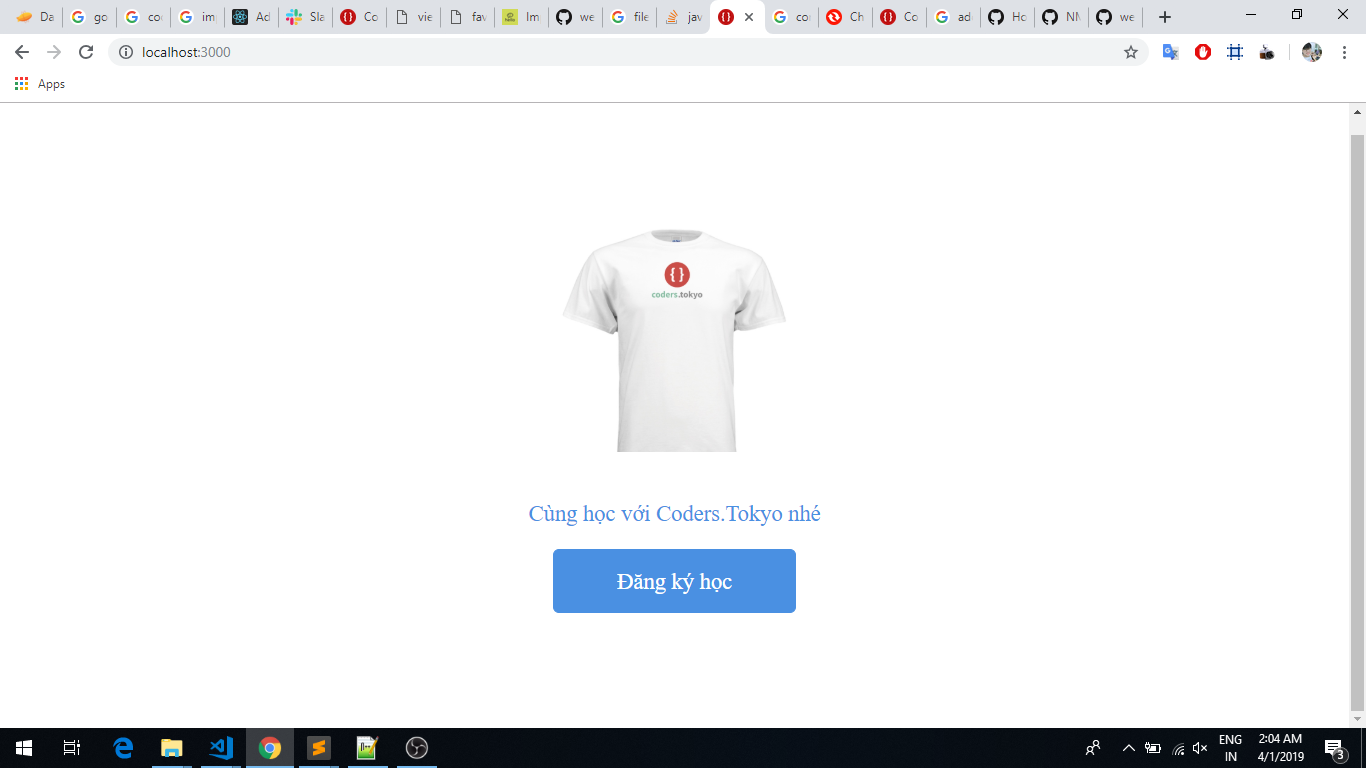 Da
go
co
im
Ad
Sla
Co
vie
fav
Im
we
file
jav
co
Ch
Co
ad
Ho
NM
we
localhost:3000
Apps
{ }
coders.tokyo
Cùng học với Coders.Tokyo nhé
Đăng ký học
ENG
IN
2:04 AM
4/1/2019
3